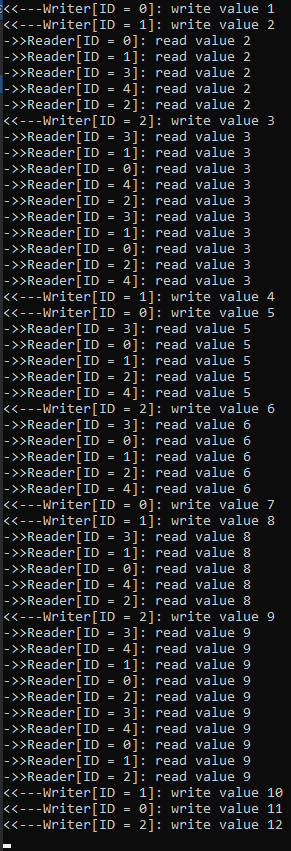 <<---Writer[ID = 0]: write value 1
<<---Writer[ID = 1]: write value 2
->>Reader[ID = 0]: read value 2
->>Reader[ID = 1]: read value 2
->>Reader[ID = 3]: read value 2
->>Reader[ID = 4]: read value 2
->>Reader[ID = 2]: read value 2
<<---Writer[ID = 2]: write value 3
->>Reader[ID = 3]: read value 3
->>Reader[ID = 1]: read value 3
->>Reader[ID = 0]: read value 3
->>Reader[ID = 4]: read value 3
->>Reader[ID = 2]: read value 3
->>Reader[ID = 3]: read value 3
->>Reader[ID = 1]: read value 3
->>Reader[ID = 0]: read value 3
->>Reader[ID = 2]: read value 3
->>Reader[ID = 4]: read value 3
<<---Writer[ID = 1]: write value 4
<<---Writer[ID = 0]: write value 5
->>Reader[ID = 3]: read value 5
->>Reader[ID = 0]: read value 5
->>Reader[ID = 1]: read value 5
->>Reader[ID = 2]: read value 5
->>Reader[ID = 4]: read value 5
<<---Writer[ID = 2]: write value 6
->>Reader[ID = 3]: read value 6
->>Reader[ID = 0]: read value 6
->>Reader[ID = 1]: read value 6
->>Reader[ID = 2]: read value 6
->>Reader[ID = 4]: read value 6
<<---Writer[ID = 0]: write value 7
<<---Writer[ID = 1]: write value 8
->>Reader[ID = 3]: read value 8
->>Reader[ID = 1]: read value 8
->>Reader[ID = 0]: read value 8
->>Reader[ID = 4]: read value 8
->>Reader[ID = 2]: read value 8
<<---Writer[ID = 2]: write value 9
->>Reader[ID = 3]: read value 9
->>Reader[ID = 4]: read value 9
->>Reader[ID = 1]: read value 9
->>Reader[ID = 0]: read value 9
->>Reader[ID = 2]: read value 9
->>Reader[ID = 3]: read value 9
->>Reader[ID = 4]: read value 9
->>Reader[ID = 0]: read value 9
->>Reader[ID = 1]: read value 9
->>Reader[ID = 2]: read value 9
<<---Writer[ID = 1]: write value 10
<<---Writer[ID = 0]: write value 11
<<---Writer[ID = 2]: write value 12